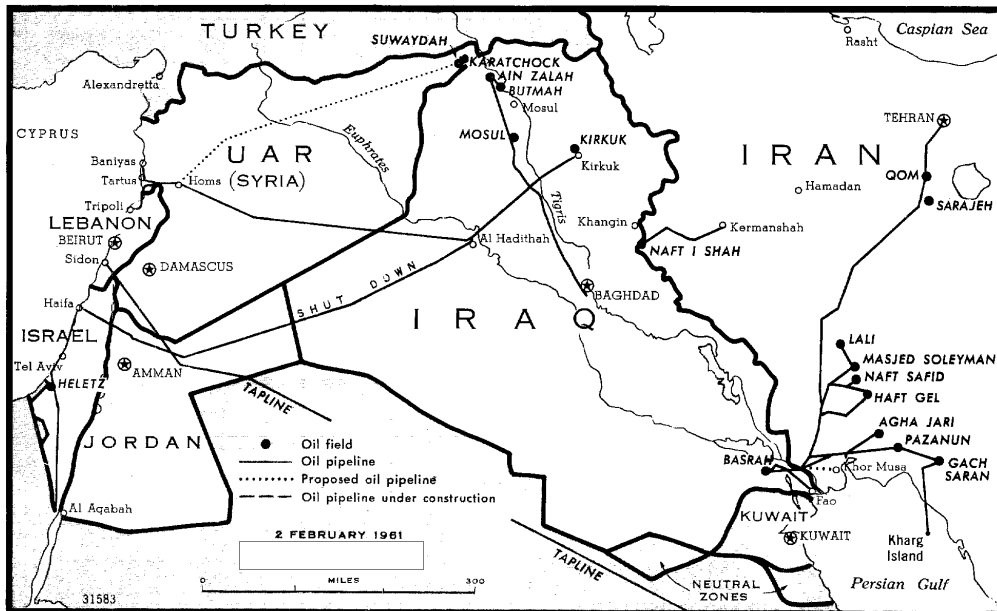 TURKEY
Caspian Sea
Rasht
SUWAYDAH
KARATCHOCK
AIN ZALAH
BUTMAH
Mosul
Alexandretta
CYPRUS
Euphrates
MOSUL
KIRKUK
Kirkuk
TEHRAN
IRAN
Baniyas
Tartus
UAR
(SYRIA)
Homs
QOM
Hamadan
SARAJEH
Tripoli
LEBANON
BEIRUT
Tigris
Khangin
Kermanshah
Sidon
DAMASCUS
Al Hadithah
NAFT I SHAH
SHUT DOWN
BAGHDAD
Haifa
IRAQ
ISRAEL
LALI
Tel Aviv
AMMAN
MASJED SOLEYMAN
HELETZ
NAFT SAFID
TAPLINE
HAFT GEL
JORDAN
AGHA JARI
Oil field
PAZANUN
Oil pipeline
BASRAH
Khor Musa
GACH
SARAN
Proposed oil pipeline
Oil pipeline under construction
Fao
Al Aqabah
KUWAIT
2 FEBRUARY 1961
KUWAIT
Kharg
Island
TAPLINE
0
MILES
300
NEUTRAL
ZONES
Persian Gulf
31583